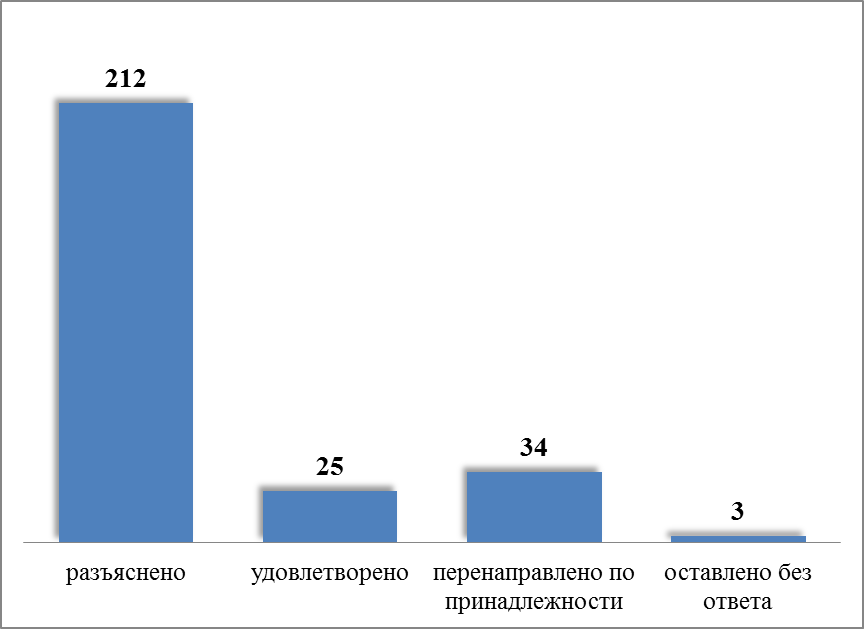 212
25
34
3
разъяснено
удовлетворено
перенаправлено по
принадлежности
оставлено без
ответа